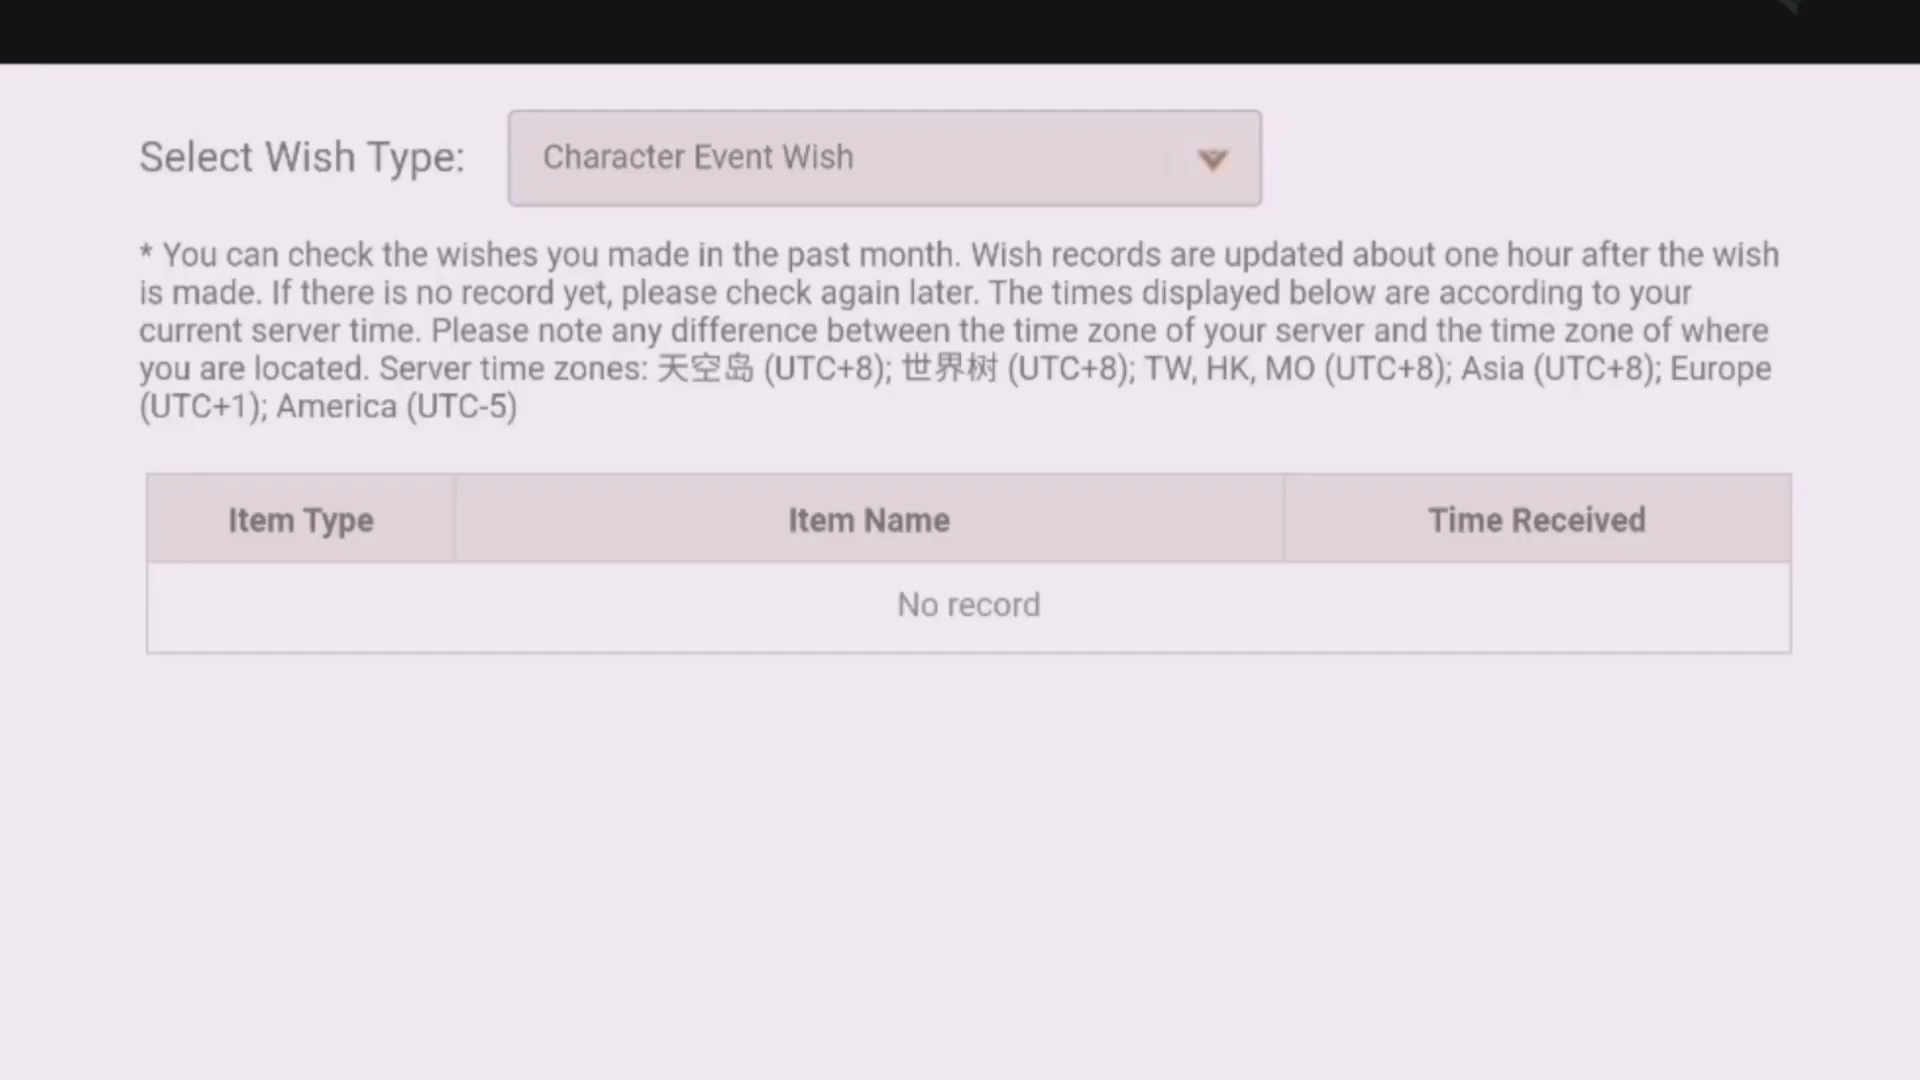 Select Wish Type: Character Event Wish
* You can check the wishes you made in the past month. Wish records are updated about one hour after the wish
is made. If there is no record yet, please check again later. The times displayed below are according to your
current server time. Please note any difference between the time zone of your server and the time zone of where
you are located. Server time zones: 天空岛 (UTC+8); 世界树 (UTC+8); TW, HK, MO (UTC+8); Asia (UTC+8); Europe
(UTC+1); America (UTC-5)
Item Type Item Name Time Received
No record